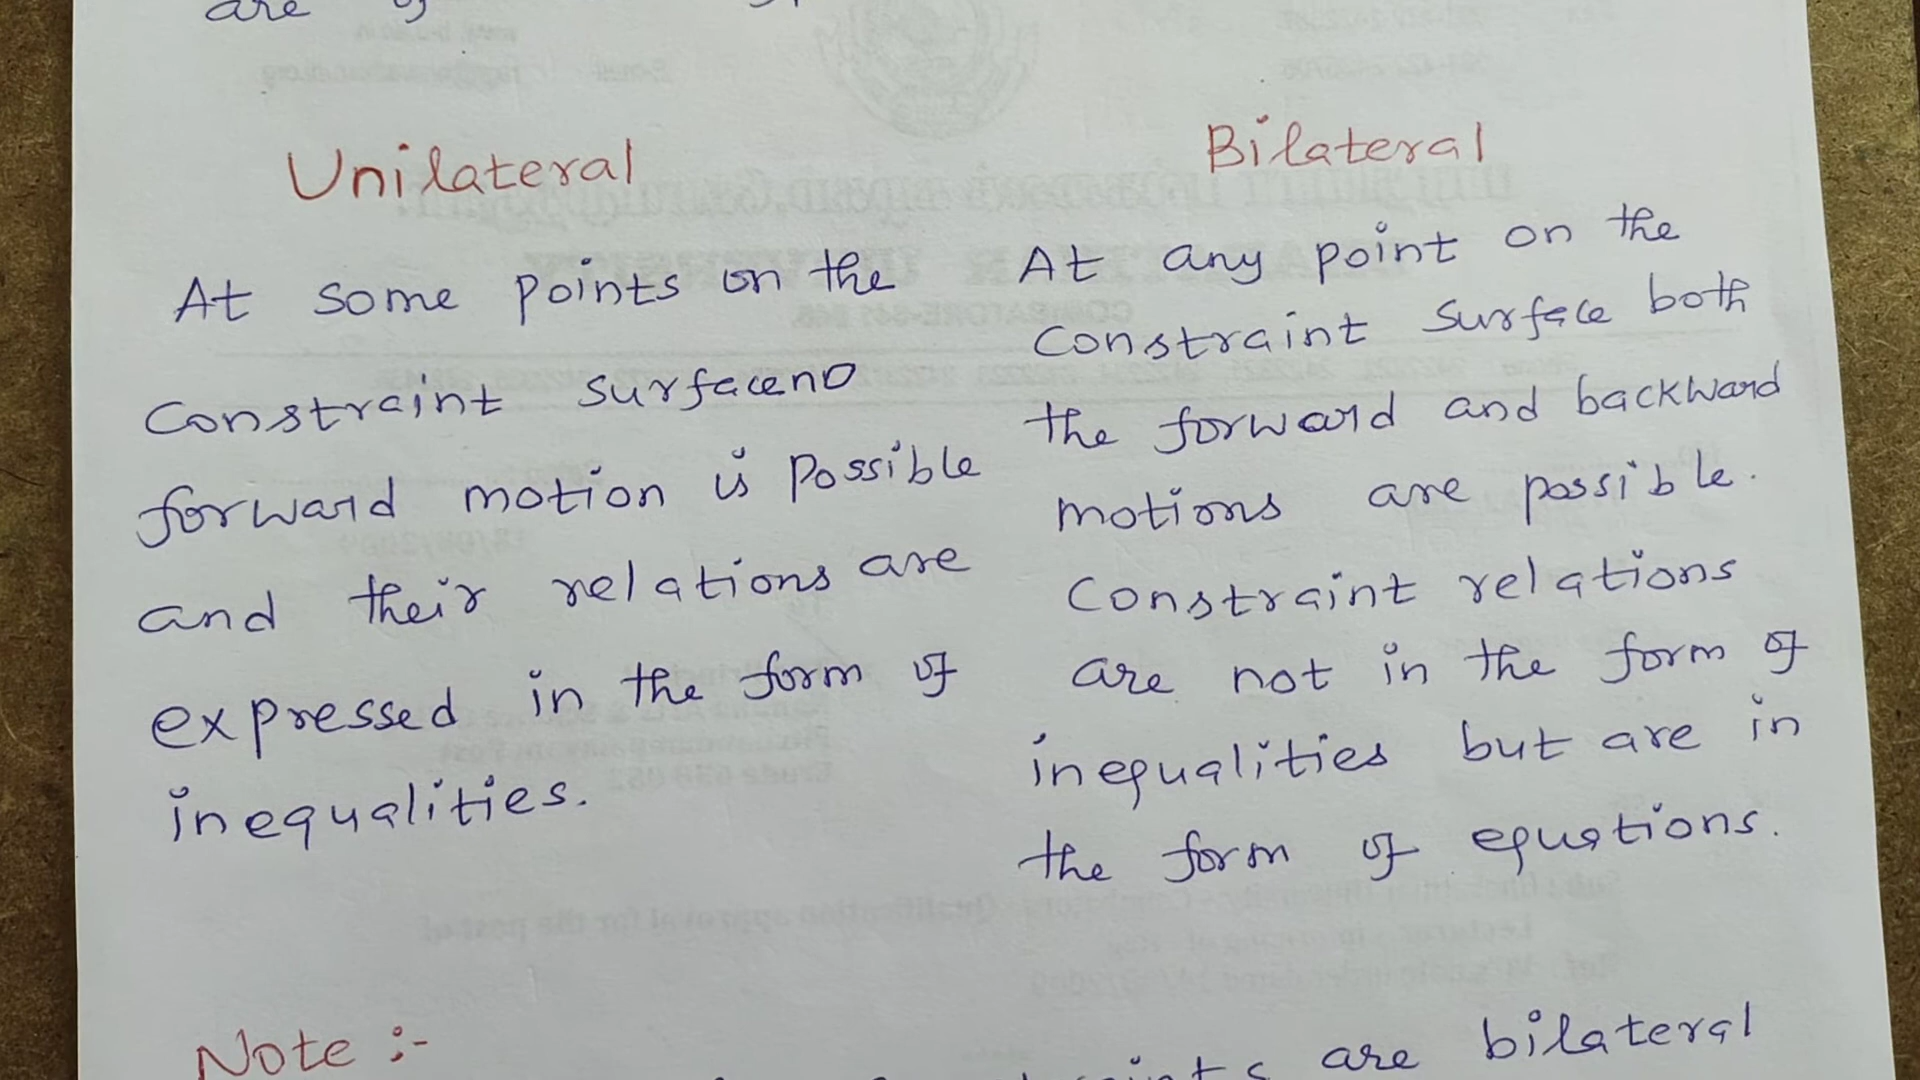 are of
Unilateral
At some points on the
constraint surface no
forward motion is possible
and their relations are
expressed in the form of
inequalities.
Bilateral
At any point on the
constraint surface both
the forward and backward
motions are possible.
constraint relations
are not in the form of
inequalities but are in
the form of equations.
Note :-
are bilateral